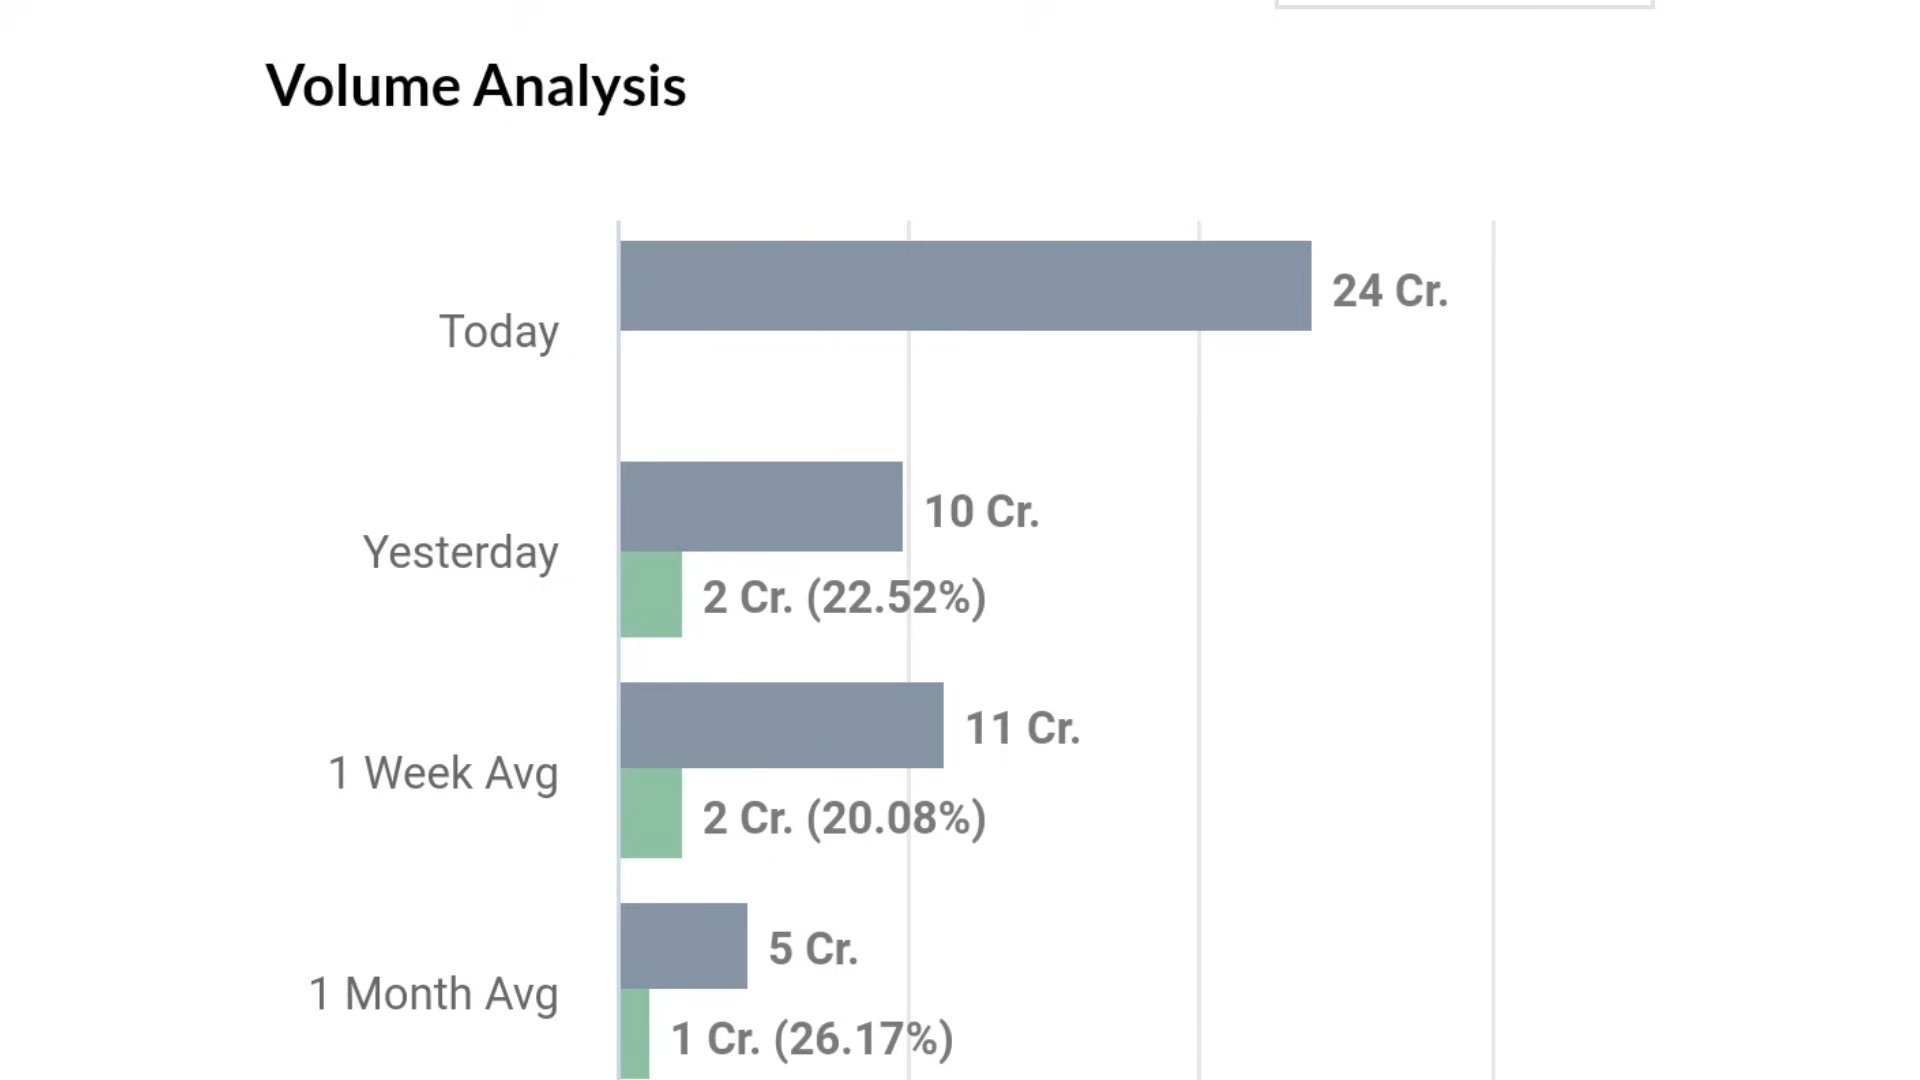 Volume Analysis
Today
24 Cr.
Yesterday
10 Cr.
2 Cr. (22.52%)
1 Week Avg
11 Cr.
2 Cr. (20.08%)
1 Month Avg
5 Cr.
1 Cr. (26.17%)